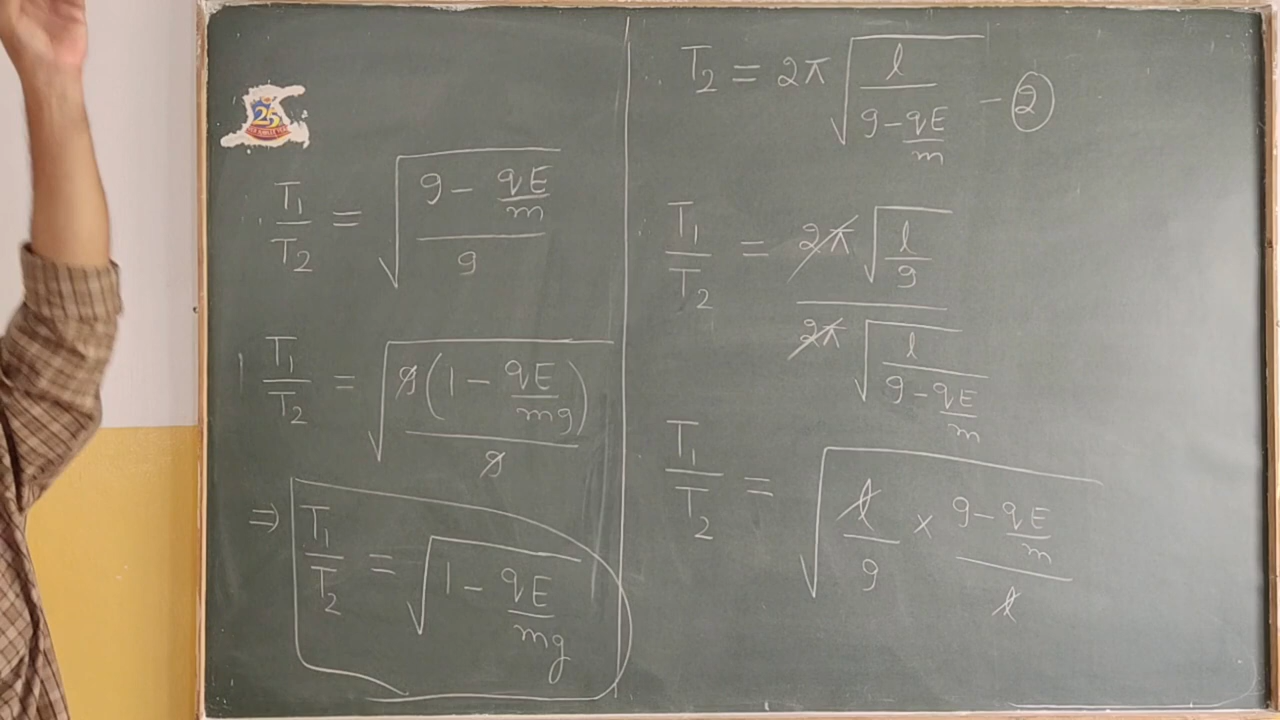 T₂ = 2π √(l / (g - qE/m)) - ②
T₁/T₂ = 2π √(l/g) / 2π √(l / (g - qE/m))
T₁/T₂ = √(l/g × (g - qE/m)/l)
25
T₁/T₂ = √((g - qE/m) / g)
T₁/T₂ = √(g(1 - qE/mg) / g)
⇒ T₁/T₂ = √(1 - qE/mg)